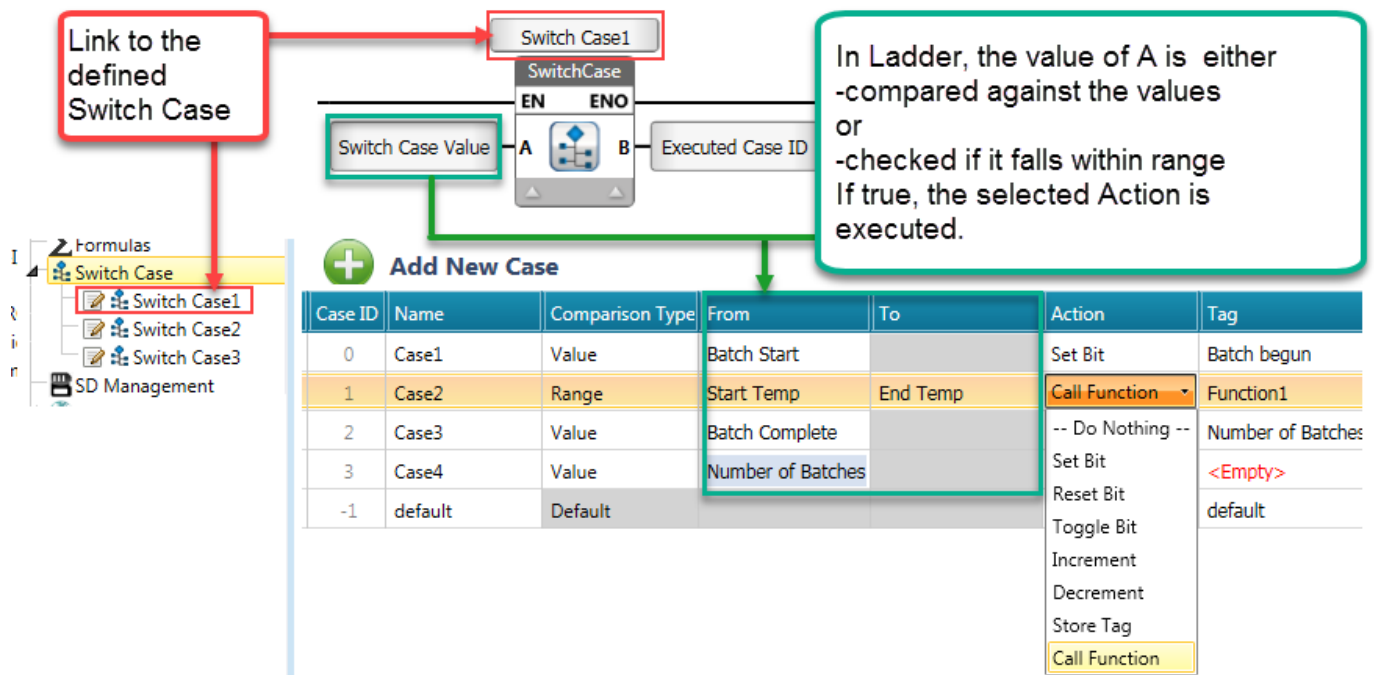 Link to the
defined
Switch Case
Switch Case1
SwitchCase
EN ENO
Switch Case Value A B Executed Case ID
In Ladder, the value of A is either
-compared against the values
or
-checked if it falls within range
If true, the selected Action is
executed.
Formulas
Switch Case
Switch Case1
Switch Case2
Switch Case3
SD Management
Add New Case
Case ID Name Comparison Type From To Action Tag
0 Case1 Value Batch Start Set Bit Batch begun
1 Case2 Range Start Temp End Temp Call Function Function1
2 Case3 Value Batch Complete -- Do Nothing -- Number of Batches
3 Case4 Value Number of Batches Set Bit <Empty>
-1 default Default Reset Bit default
Toggle Bit
Increment
Decrement
Store Tag
Call Function